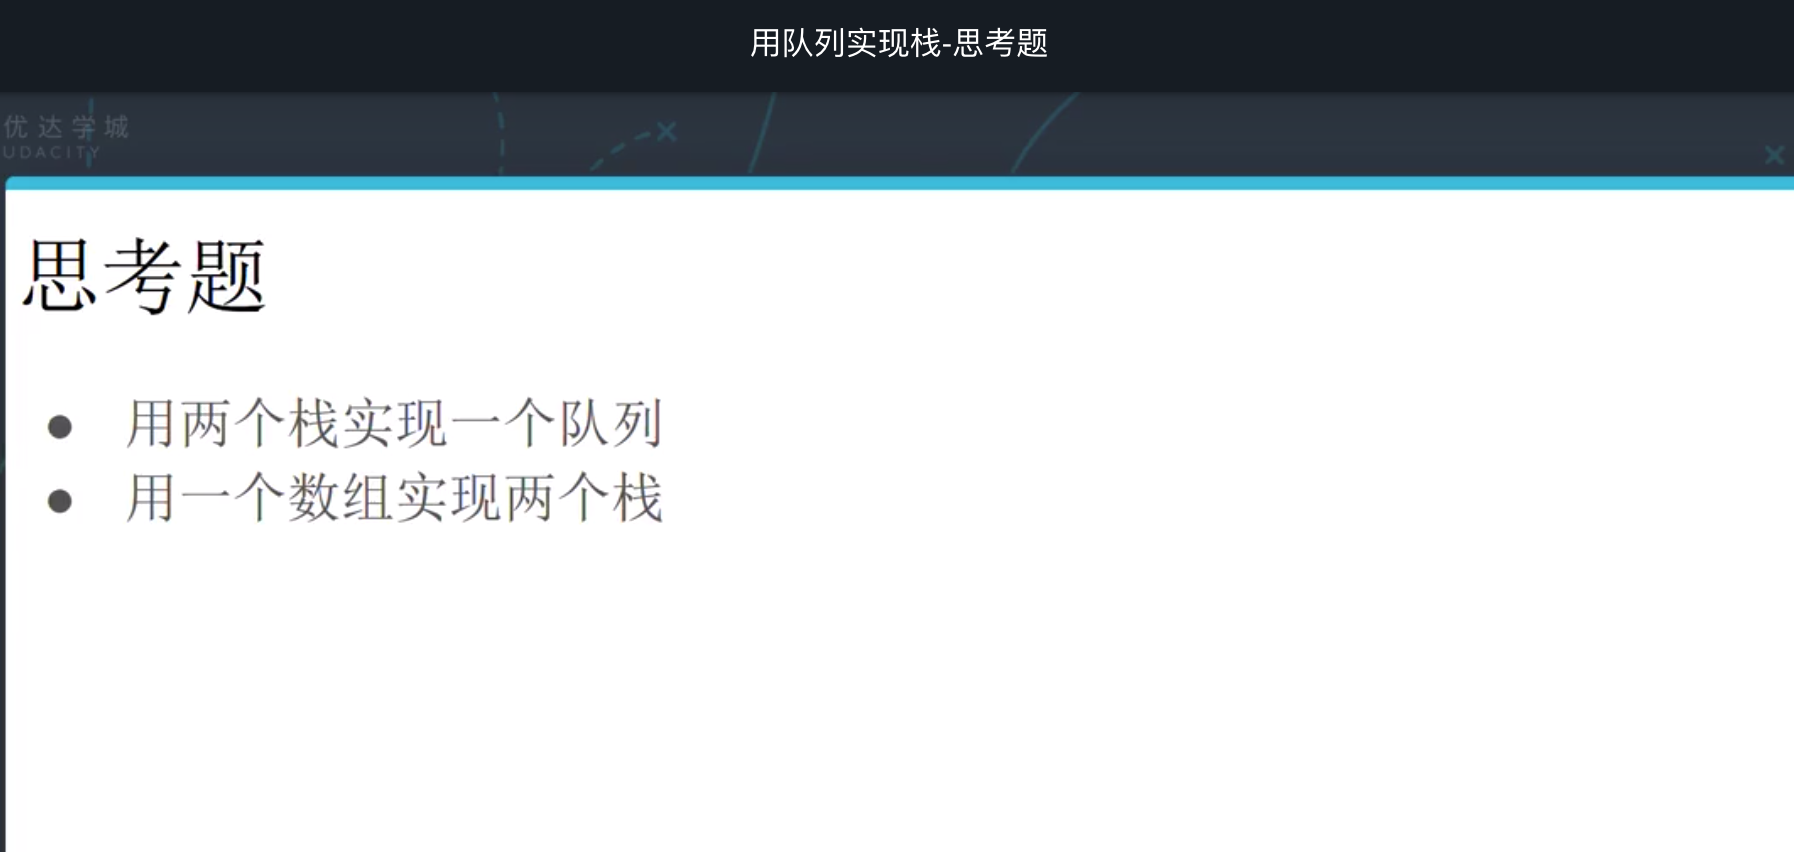 用队列实现栈-思考题
优达学城
UDACITY
思考题
● 用两个栈实现一个队列
● 用一个数组实现两个栈